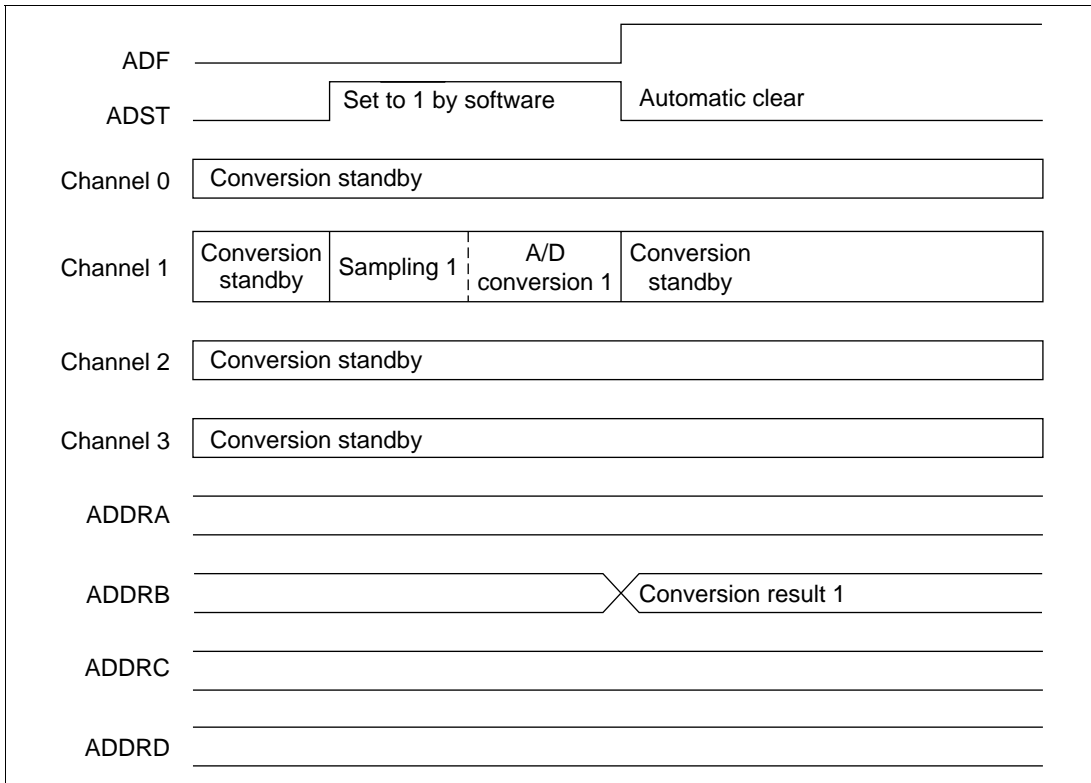 ADF
ADST
Set to 1 by software
Automatic clear
Channel 0
Conversion standby
Channel 1
Conversion
standby
Sampling 1
A/D
conversion 1
Conversion
standby
Channel 2
Conversion standby
Channel 3
Conversion standby
ADDRA
ADDRB
Conversion result 1
ADDRC
ADDRD